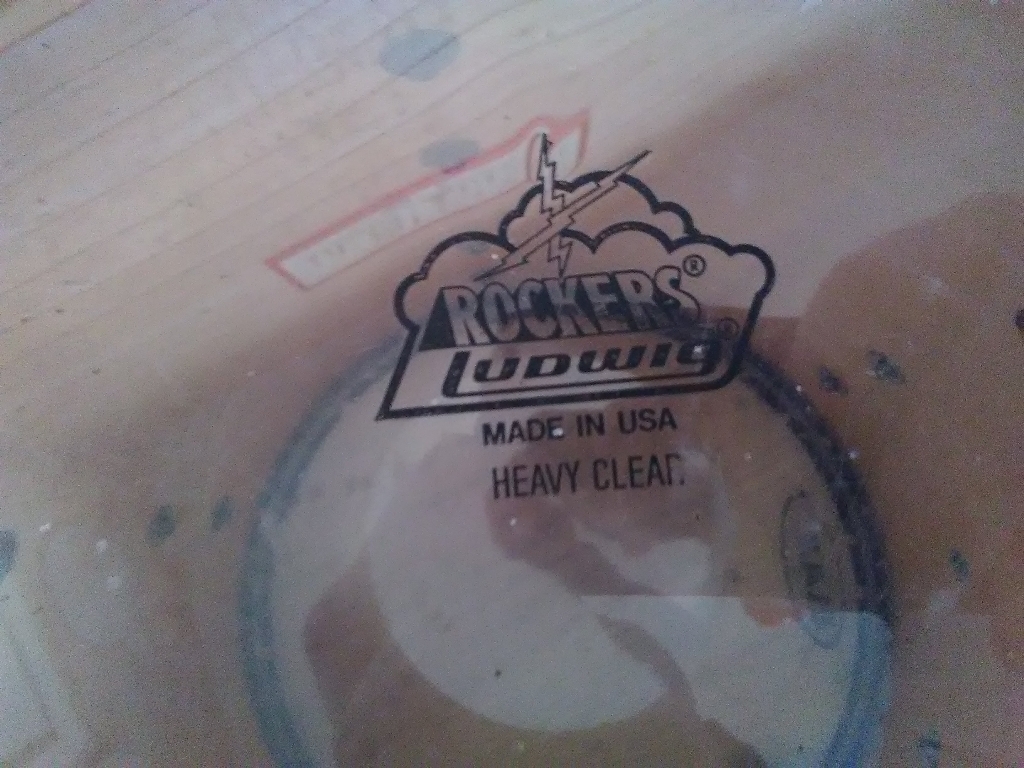 ROCKERS®
LUDWIG®
MADE IN USA
HEAVY CLEAR